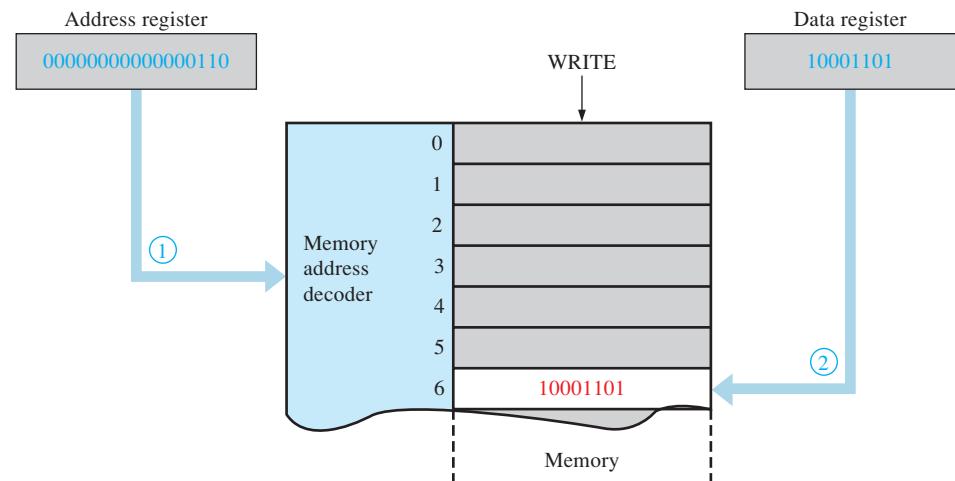 Address register
Data register
00000000000000110
10001101
WRITE
0
1
2
3
4
5
6
Memory
address
decoder
1
2
10001101
Memory